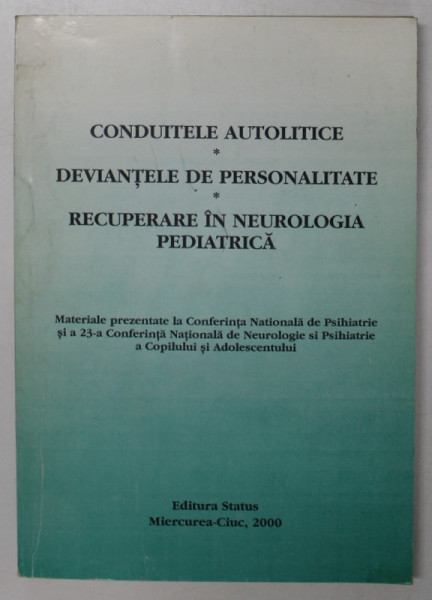 CONDUITELE AUTOLITICE
*
DEVIANȚELE DE PERSONALITATE
*
RECUPERARE ÎN NEUROLOGIA
PEDIATRICĂ
Materiale prezentate la Conferința Natională de Psihiatrie
și a 23-a Conferință Națională de Neurologie si Psihiatrie
a Copilului și Adolescentului
Editura Status
Miercurea-Ciuc, 2000